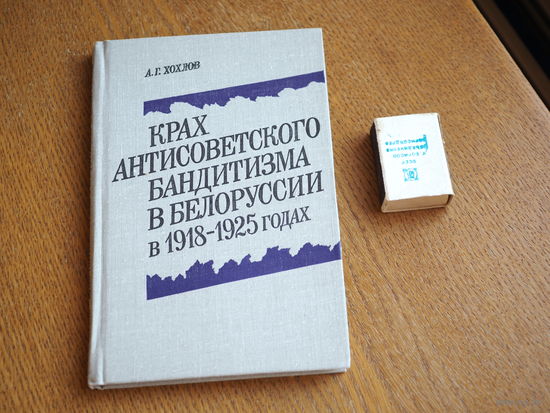 А. Г. ХОХЛОВ
КРАХ
АНТИСОВЕТСКОГО
БАНДИТИЗМА
В БЕЛОРУССИИ
В 1918–1925 ГОДАХ